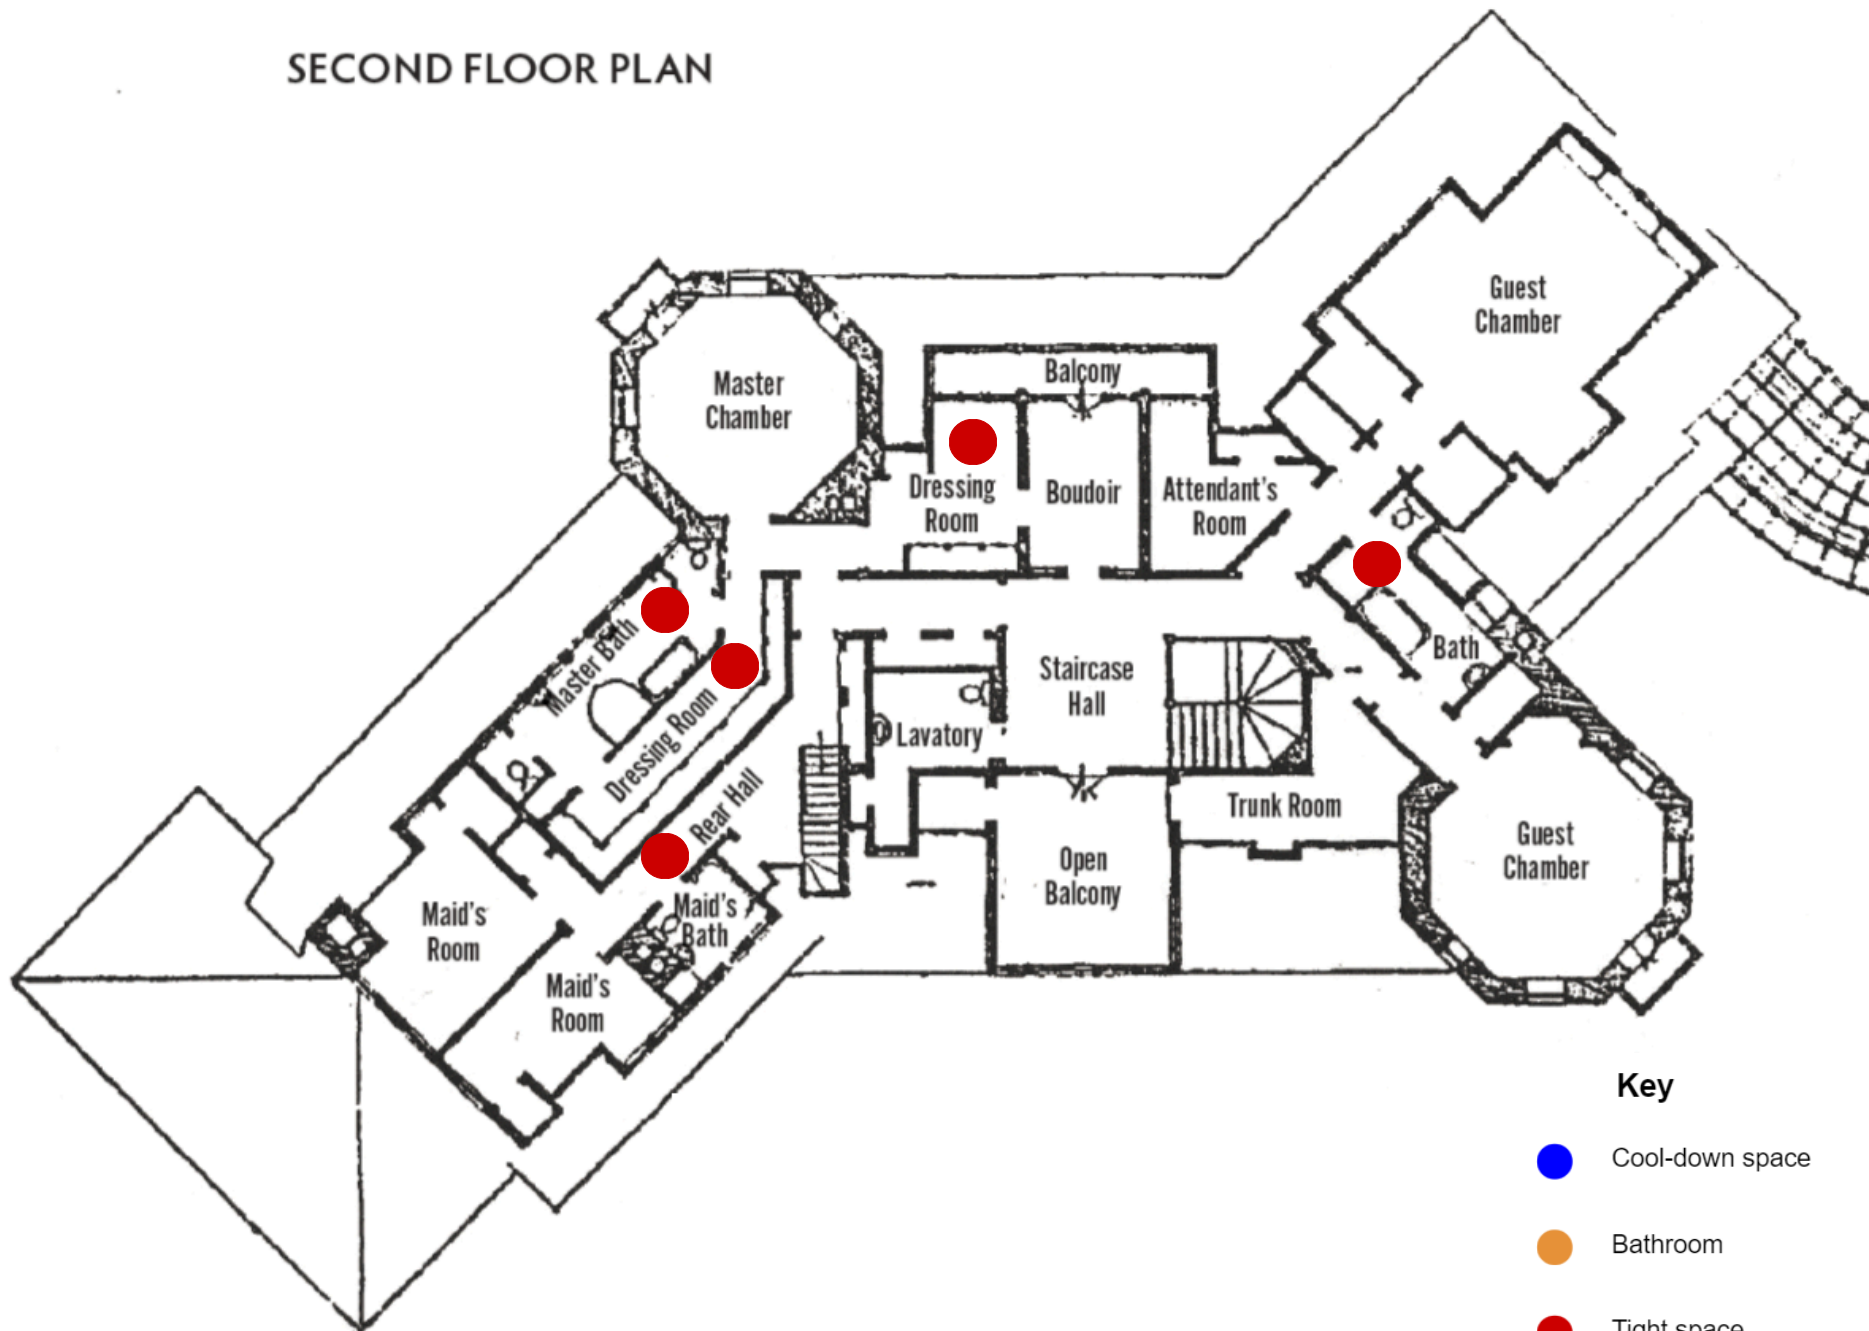 SECOND FLOOR PLAN
Guest
Chamber
Master
Chamber
Balcony
Dressing
Room
Boudoir
Attendant's
Room
Master Bath
Dressing Room
Bath
Staircase
Hall
Lavatory
Rear Hall
Trunk Room
Guest
Chamber
Open
Balcony
Maid's
Room
Maid's
Bath
Maid's
Room
Key
Cool-down space
Bathroom
Tight space